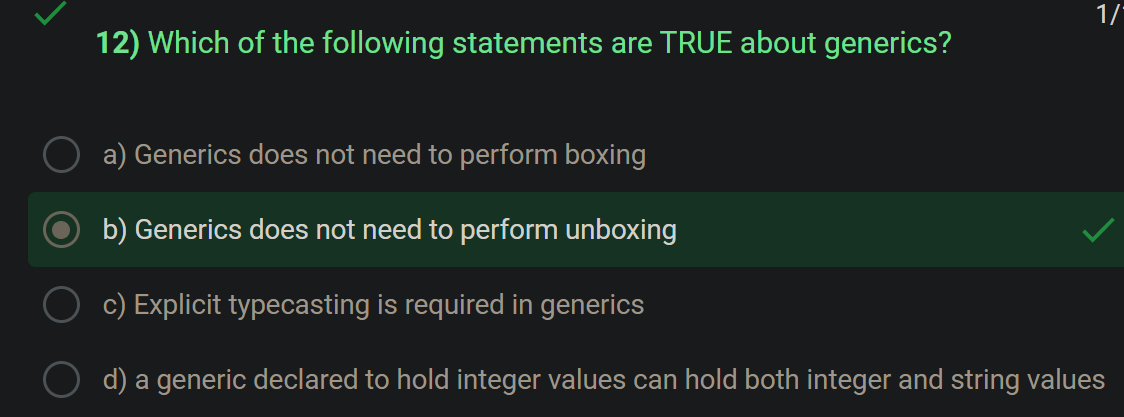 1/
12) Which of the following statements are TRUE about generics?
a) Generics does not need to perform boxing
b) Generics does not need to perform unboxing
c) Explicit typecasting is required in generics
d) a generic declared to hold integer values can hold both integer and string values